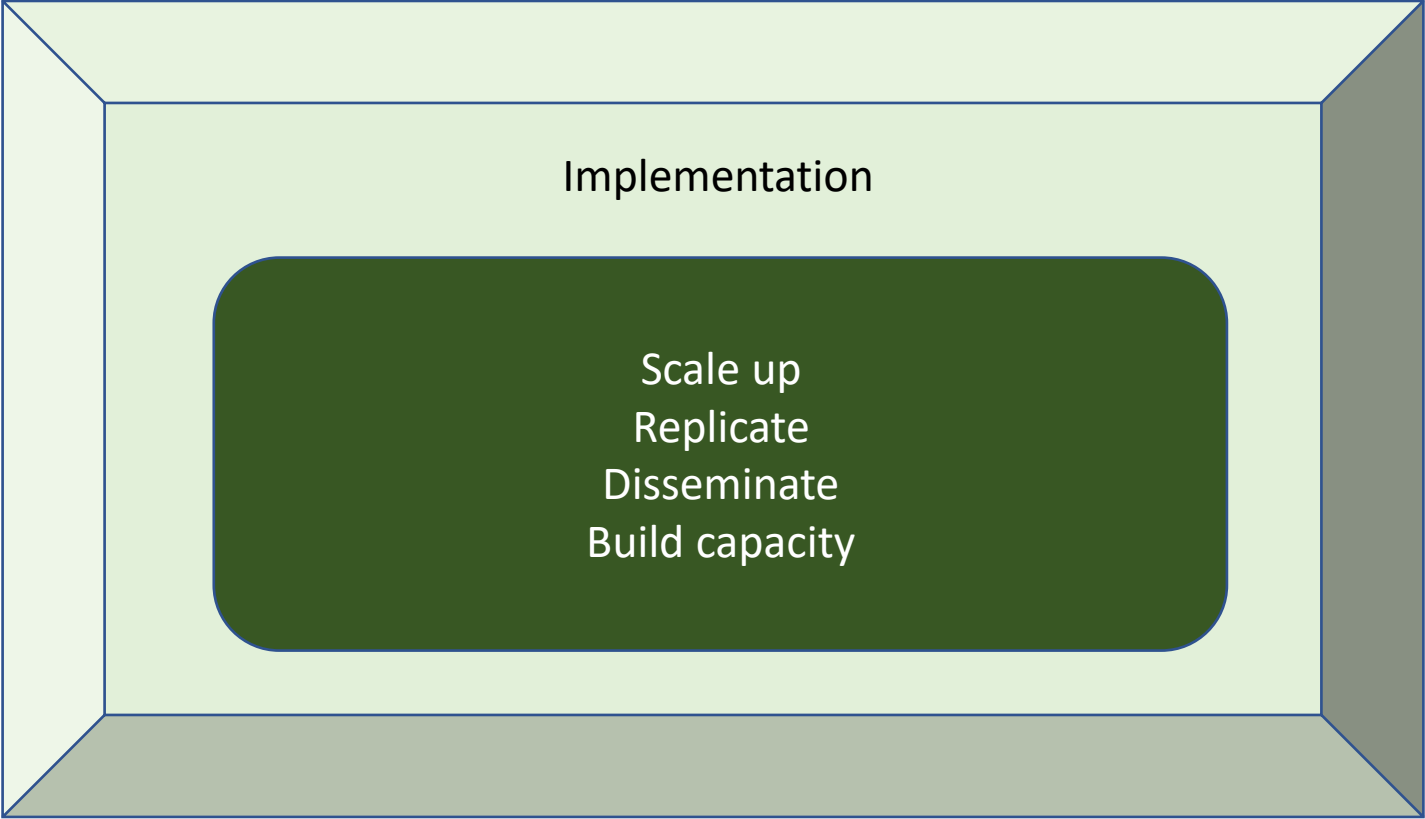 Implementation
Scale up
Replicate
Disseminate
Build capacity